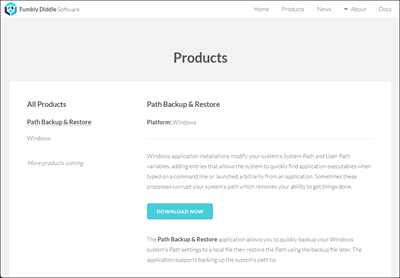 Fumbly Diddle Software
Home Products News About Docs
Products
All Products
Path Backup & Restore
Windows
More products coming
Path Backup & Restore
Platform: Windows
Windows application installations modify your system's System Path and User Path
variables, adding entries that allows the system to quickly find application executables when
typed on a command line or launched arbitrarily from an application. Sometimes these
processes corrupt your system's path which removes your ability to get things done.
DOWNLOAD NOW
The Path Backup & Restore application allows you to quickly backup your Windows
system's Path settings to a local file then restore the Path using the backup file later. The
application supports backing up the system's path to: